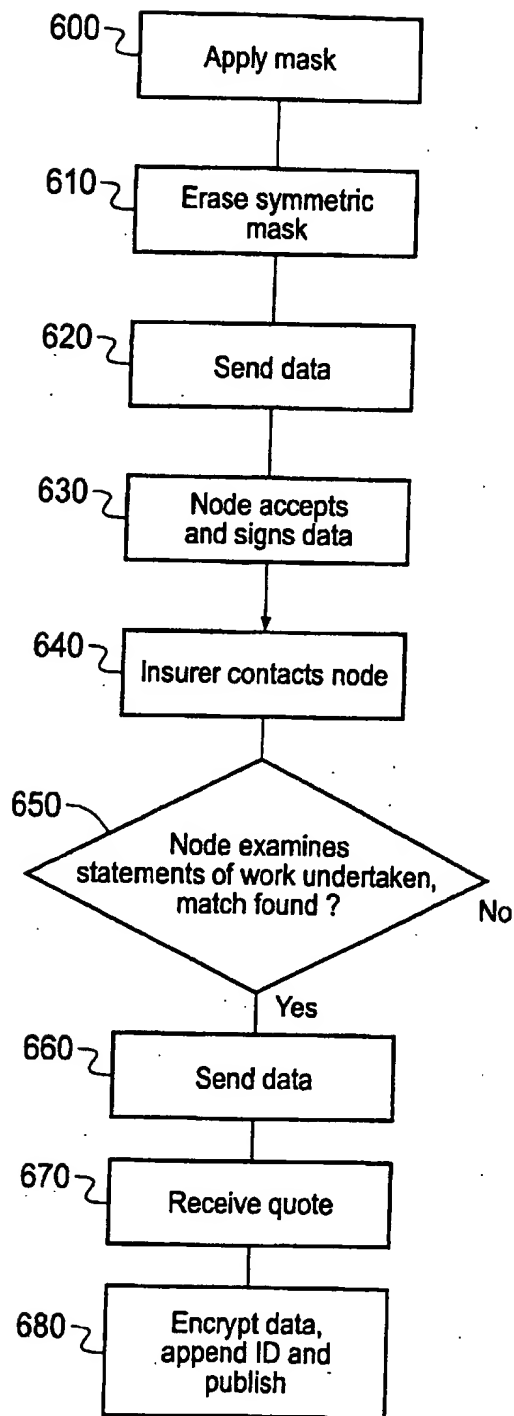 600
Apply mask
610
Erase symmetric
mask
620
Send data
630
Node accepts
and signs data
640
Insurer contacts node
650
Node examines
statements of work undertaken,
match found ?
No
Yes
660
Send data
670
Receive quote
680
Encrypt data,
append ID and
publish